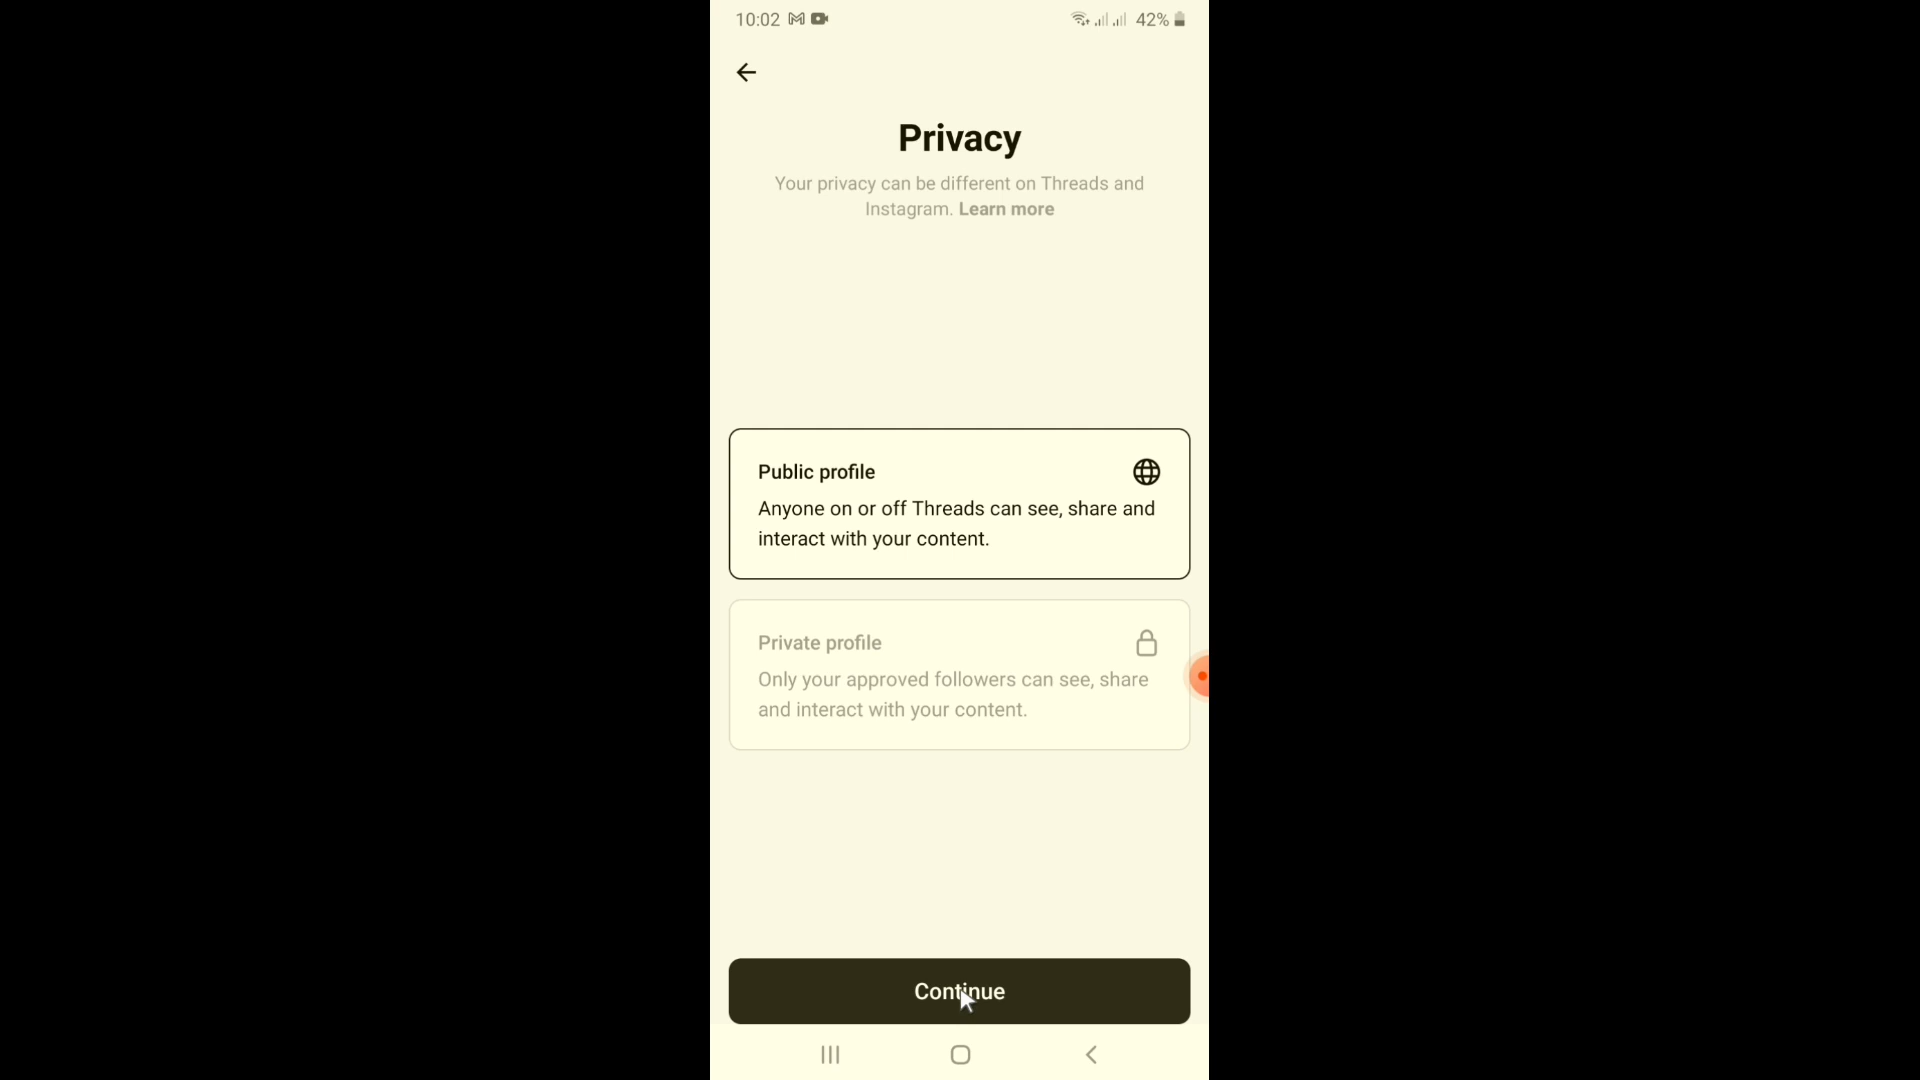 10:02
42%
Privacy
Your privacy can be different on Threads and
Instagram. Learn more
Public profile
Anyone on or off Threads can see, share and
interact with your content.
Private profile
Only your approved followers can see, share
and interact with your content.
Continue